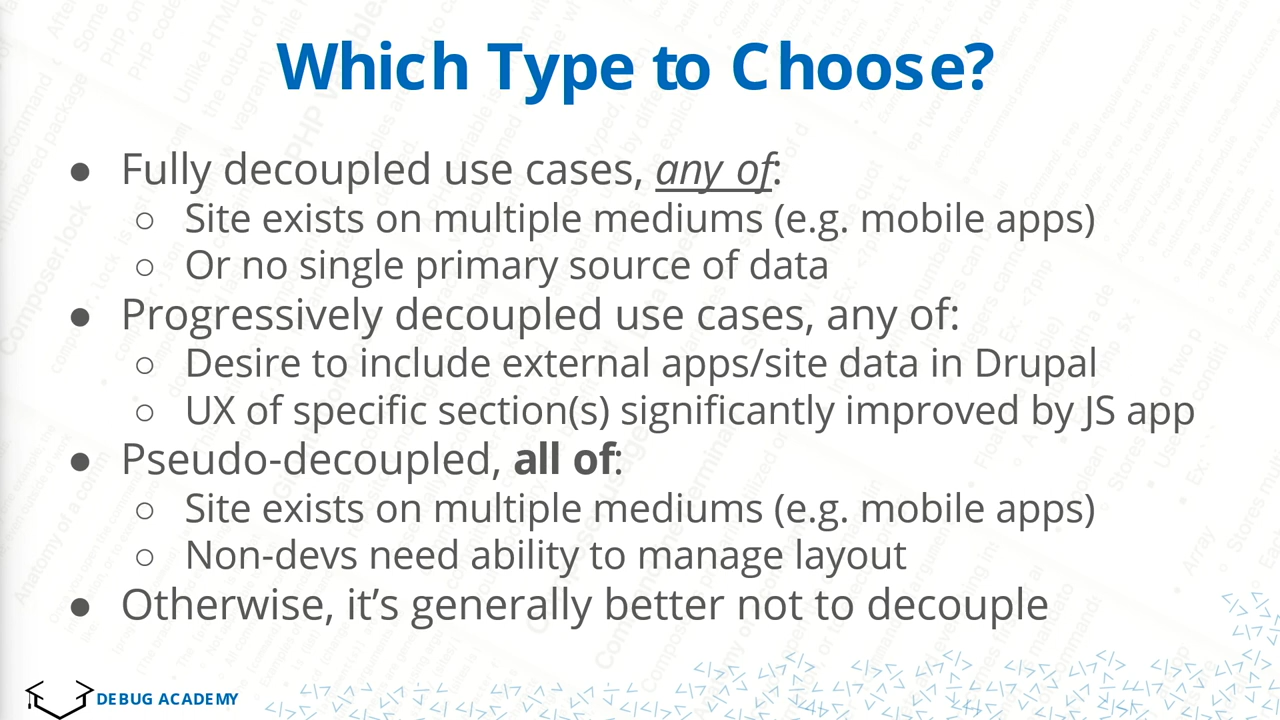 Which Type to Choose?
● Fully decoupled use cases, any of:
○ Site exists on multiple mediums (e.g. mobile apps)
○ Or no single primary source of data
● Progressively decoupled use cases, any of:
○ Desire to include external apps/site data in Drupal
○ UX of specific section(s) significantly improved by JS app
● Pseudo-decoupled, all of:
○ Site exists on multiple mediums (e.g. mobile apps)
○ Non-devs need ability to manage layout
● Otherwise, it’s generally better not to decouple
DEBUG ACADEMY